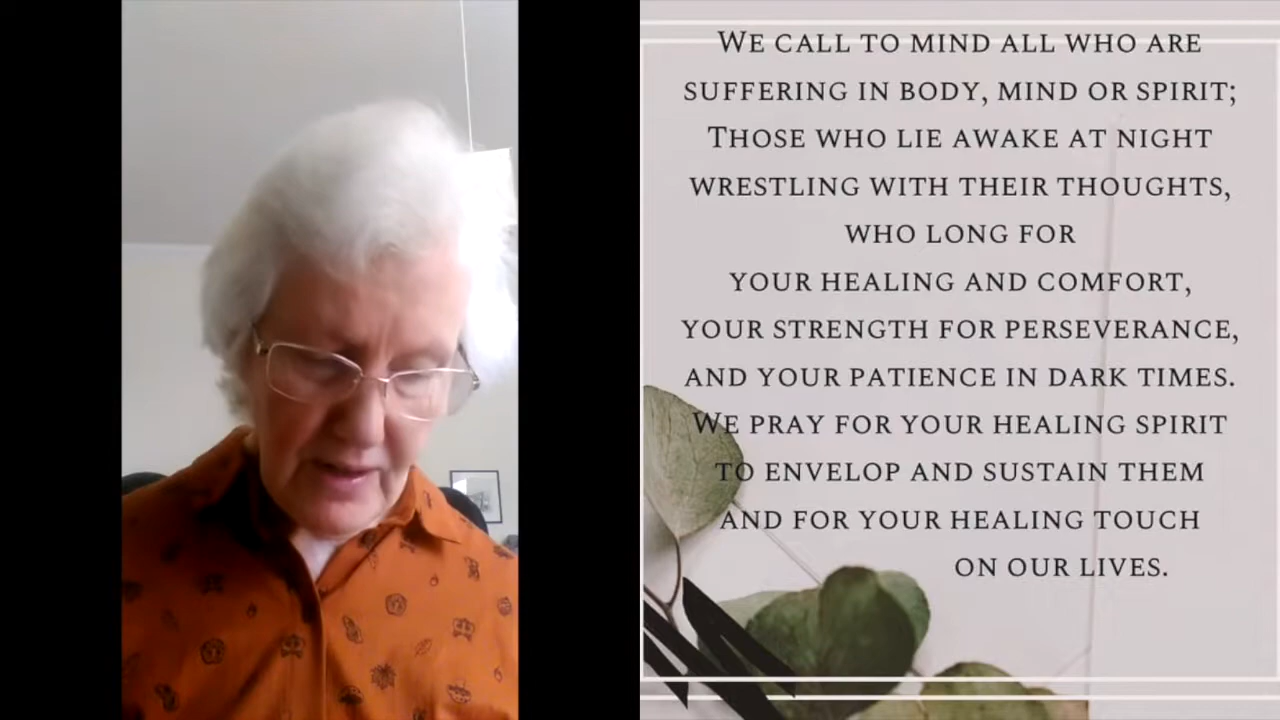 We call to mind all who are
suffering in body, mind or spirit;
Those who lie awake at night
wrestling with their thoughts,
who long for
your healing and comfort,
your strength for perseverance,
and your patience in dark times.
We pray for your healing spirit
to envelop and sustain them
and for your healing touch
on our lives.